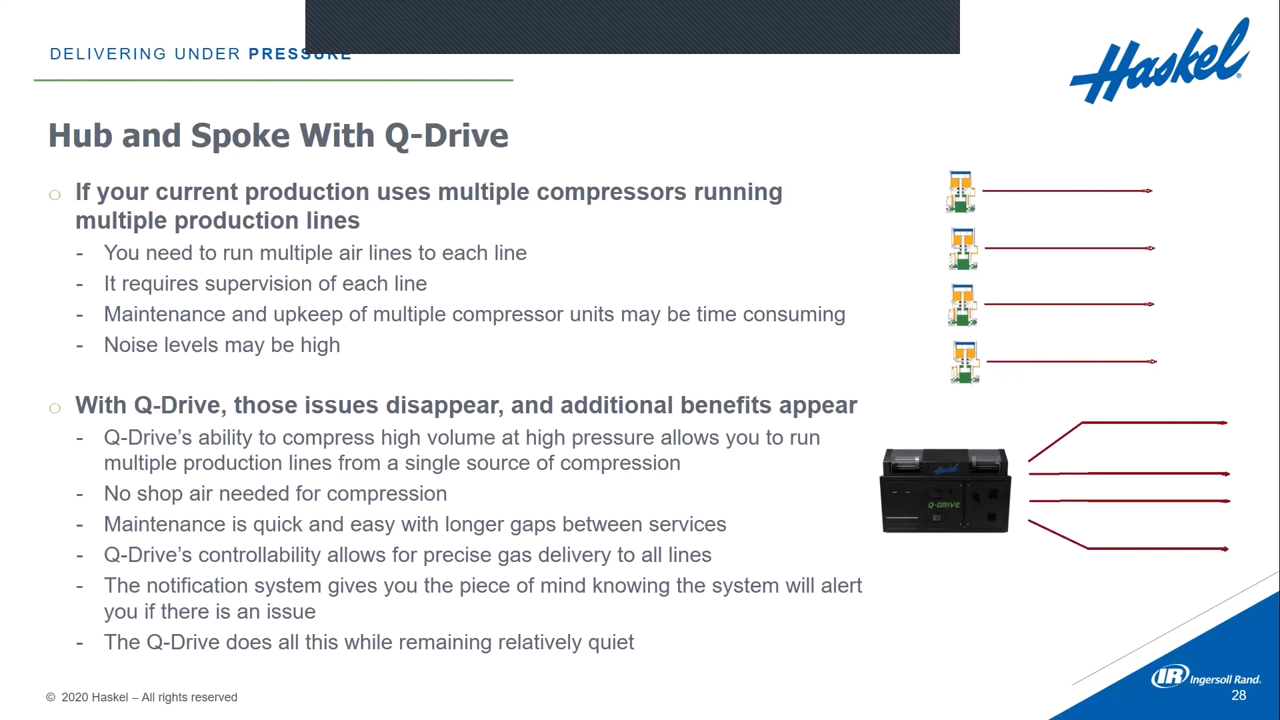 DELIVERING UNDER PRESSURE
Haskel
Hub and Spoke With Q-Drive
If your current production uses multiple compressors running
multiple production lines
- You need to run multiple air lines to each line
- It requires supervision of each line
- Maintenance and upkeep of multiple compressor units may be time consuming
- Noise levels may be high
With Q-Drive, those issues disappear, and additional benefits appear
- Q-Drive’s ability to compress high volume at high pressure allows you to run
multiple production lines from a single source of compression
- No shop air needed for compression
- Maintenance is quick and easy with longer gaps between services
- Q-Drive’s controllability allows for precise gas delivery to all lines
- The notification system gives you the piece of mind knowing the system will alert
you if there is an issue
- The Q-Drive does all this while remaining relatively quiet
Haskel
Q-DRIVE
© 2020 Haskel – All rights reserved
IR Ingersoll Rand.
28